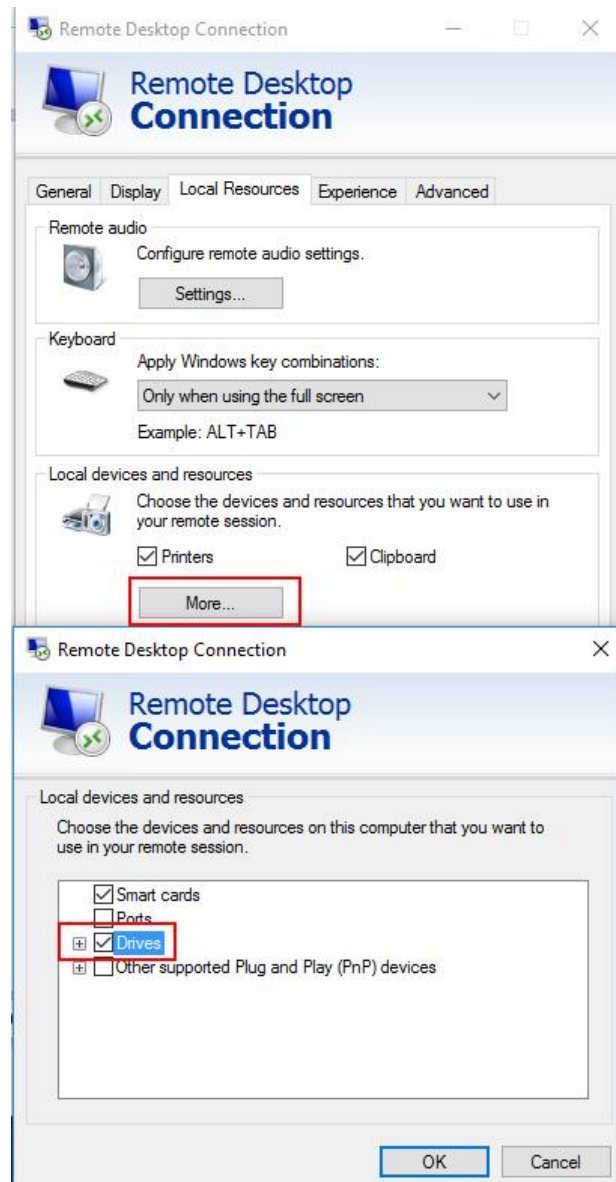 Remote Desktop Connection
Remote Desktop
Connection
General Display Local Resources Experience Advanced
Remote audio
Configure remote audio settings.
Settings...
Keyboard
Apply Windows key combinations:
Only when using the full screen
Example: ALT+TAB
Local devices and resources
Choose the devices and resources that you want to use in
your remote session.
Printers Clipboard
More...
Remote Desktop Connection
Remote Desktop
Connection
Local devices and resources
Choose the devices and resources on this computer that you want to
use in your remote session.
Smart cards
Ports
Drives
Other supported Plug and Play (PnP) devices
OK Cancel